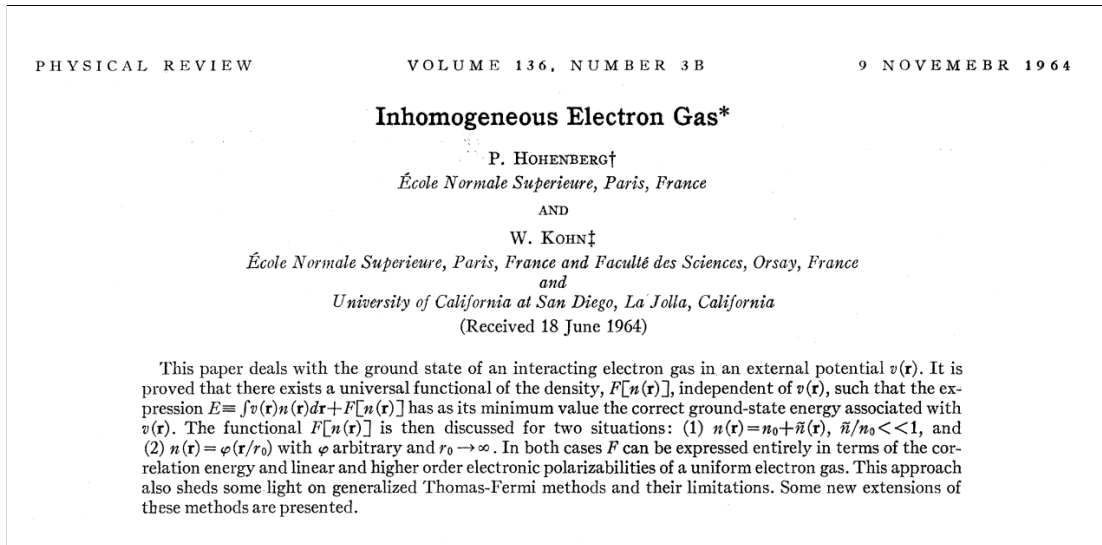 PHYSICAL REVIEW VOLUME 136, NUMBER 3B 9 NOVEMEBR 1964
Inhomogeneous Electron Gas*
P. HOHENBERG†
École Normale Superieure, Paris, France
AND
W. KOHN‡
École Normale Superieure, Paris, France and Faculté des Sciences, Orsay, France
and
University of California at San Diego, La Jolla, California
(Received 18 June 1964)
This paper deals with the ground state of an interacting electron gas in an external potential v(r). It is
proved that there exists a universal functional of the density, F[n(r)], independent of v(r), such that the ex-
pression E≡∫v(r)n(r)dr+F[n(r)] has as its minimum value the correct ground-state energy associated with
v(r). The functional F[n(r)] is then discussed for two situations: (1) n(r)=n₀+ñ(r), ñ/n₀<<1, and
(2) n(r)=φ(r/r₀) with φ arbitrary and r₀→∞. In both cases F can be expressed entirely in terms of the cor-
relation energy and linear and higher order electronic polarizabilities of a uniform electron gas. This approach
also sheds some light on generalized Thomas-Fermi methods and their limitations. Some new extensions of
these methods are presented.